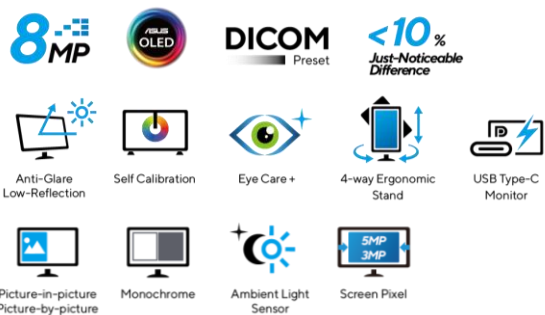 8MP
ASUS
OLED
DICOM
Preset
<10 %
Just-Noticeable
Difference
Anti-Glare
Low-Reflection
Self Calibration
Eye Care +
4-way Ergonomic
Stand
USB Type-C
Monitor
Picture-in-picture
Picture-by-picture
Monochrome
Ambient Light
Sensor
5MP
3MP
Screen Pixel